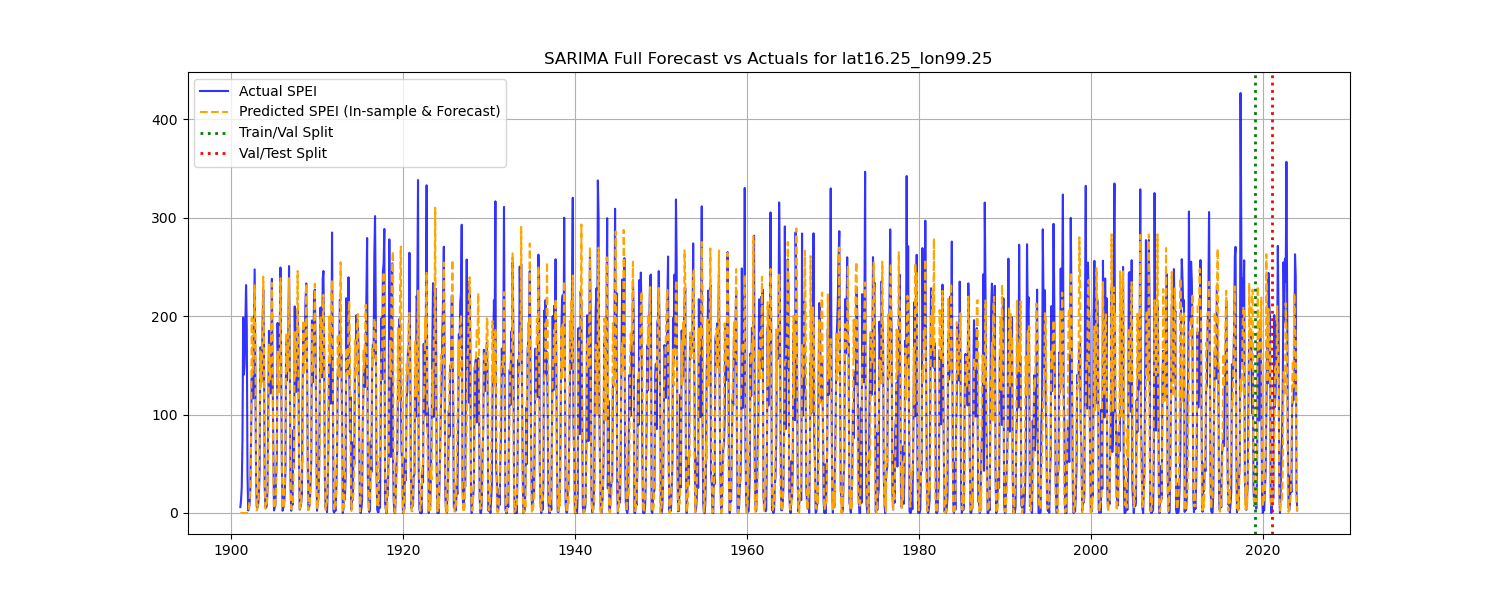 SARIMA Full Forecast vs Actuals for lat16.25_lon99.25
Actual SPEI
Predicted SPEI (In-sample & Forecast)
Train/Val Split
Val/Test Split
400
300
200
100
0
1900 1920 1940 1960 1980 2000 2020